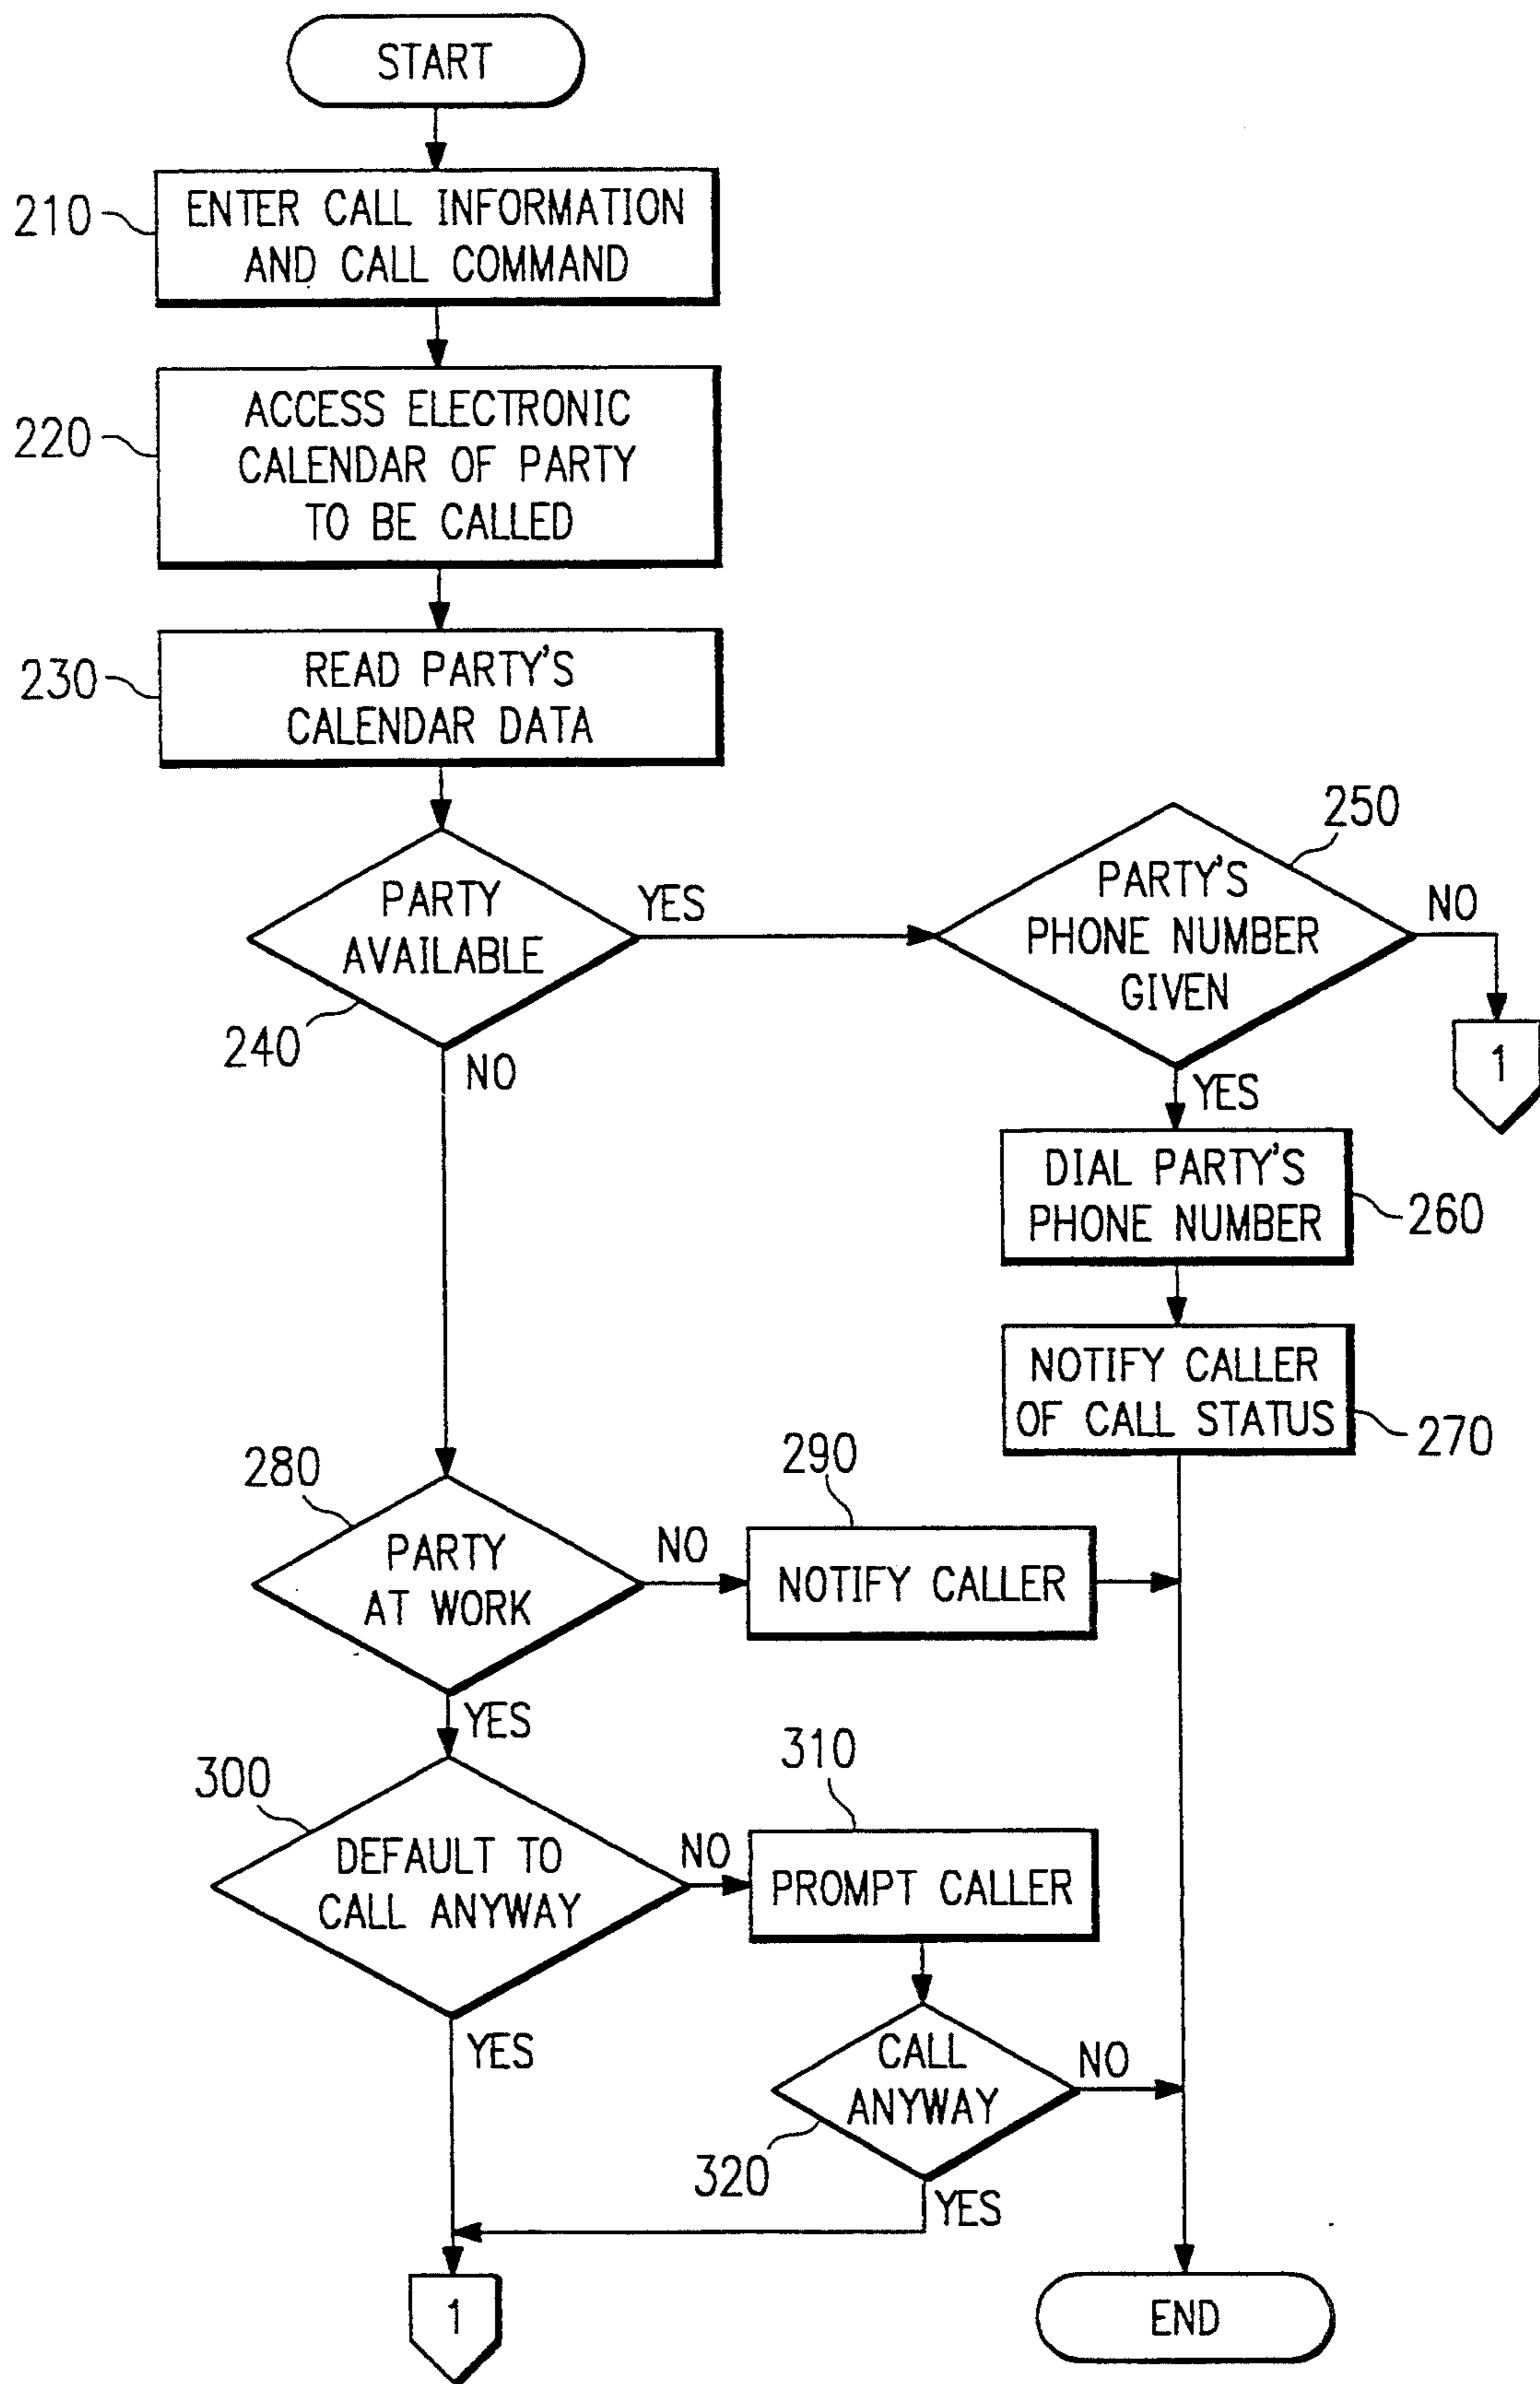 START
210
ENTER CALL INFORMATION
AND CALL COMMAND
220
ACCESS ELECTRONIC
CALENDAR OF PARTY
TO BE CALLED
230
READ PARTY'S
CALENDAR DATA
PARTY
AVAILABLE
240
YES
NO
250
PARTY'S
PHONE NUMBER
GIVEN
NO
1
YES
DIAL PARTY'S
PHONE NUMBER
260
NOTIFY CALLER
OF CALL STATUS
270
280
PARTY
AT WORK
NO
290
NOTIFY CALLER
YES
300
DEFAULT TO
CALL ANYWAY
NO
310
PROMPT CALLER
YES
CALL
ANYWAY
320
NO
YES
1
END